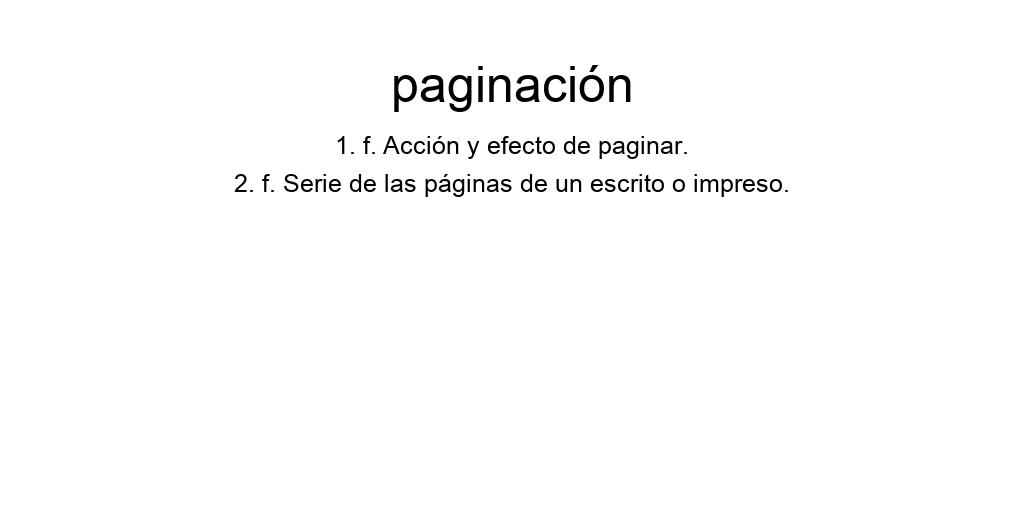 paginación
1. f. Acción y efecto de paginar.
2. f. Serie de las páginas de un escrito o impreso.